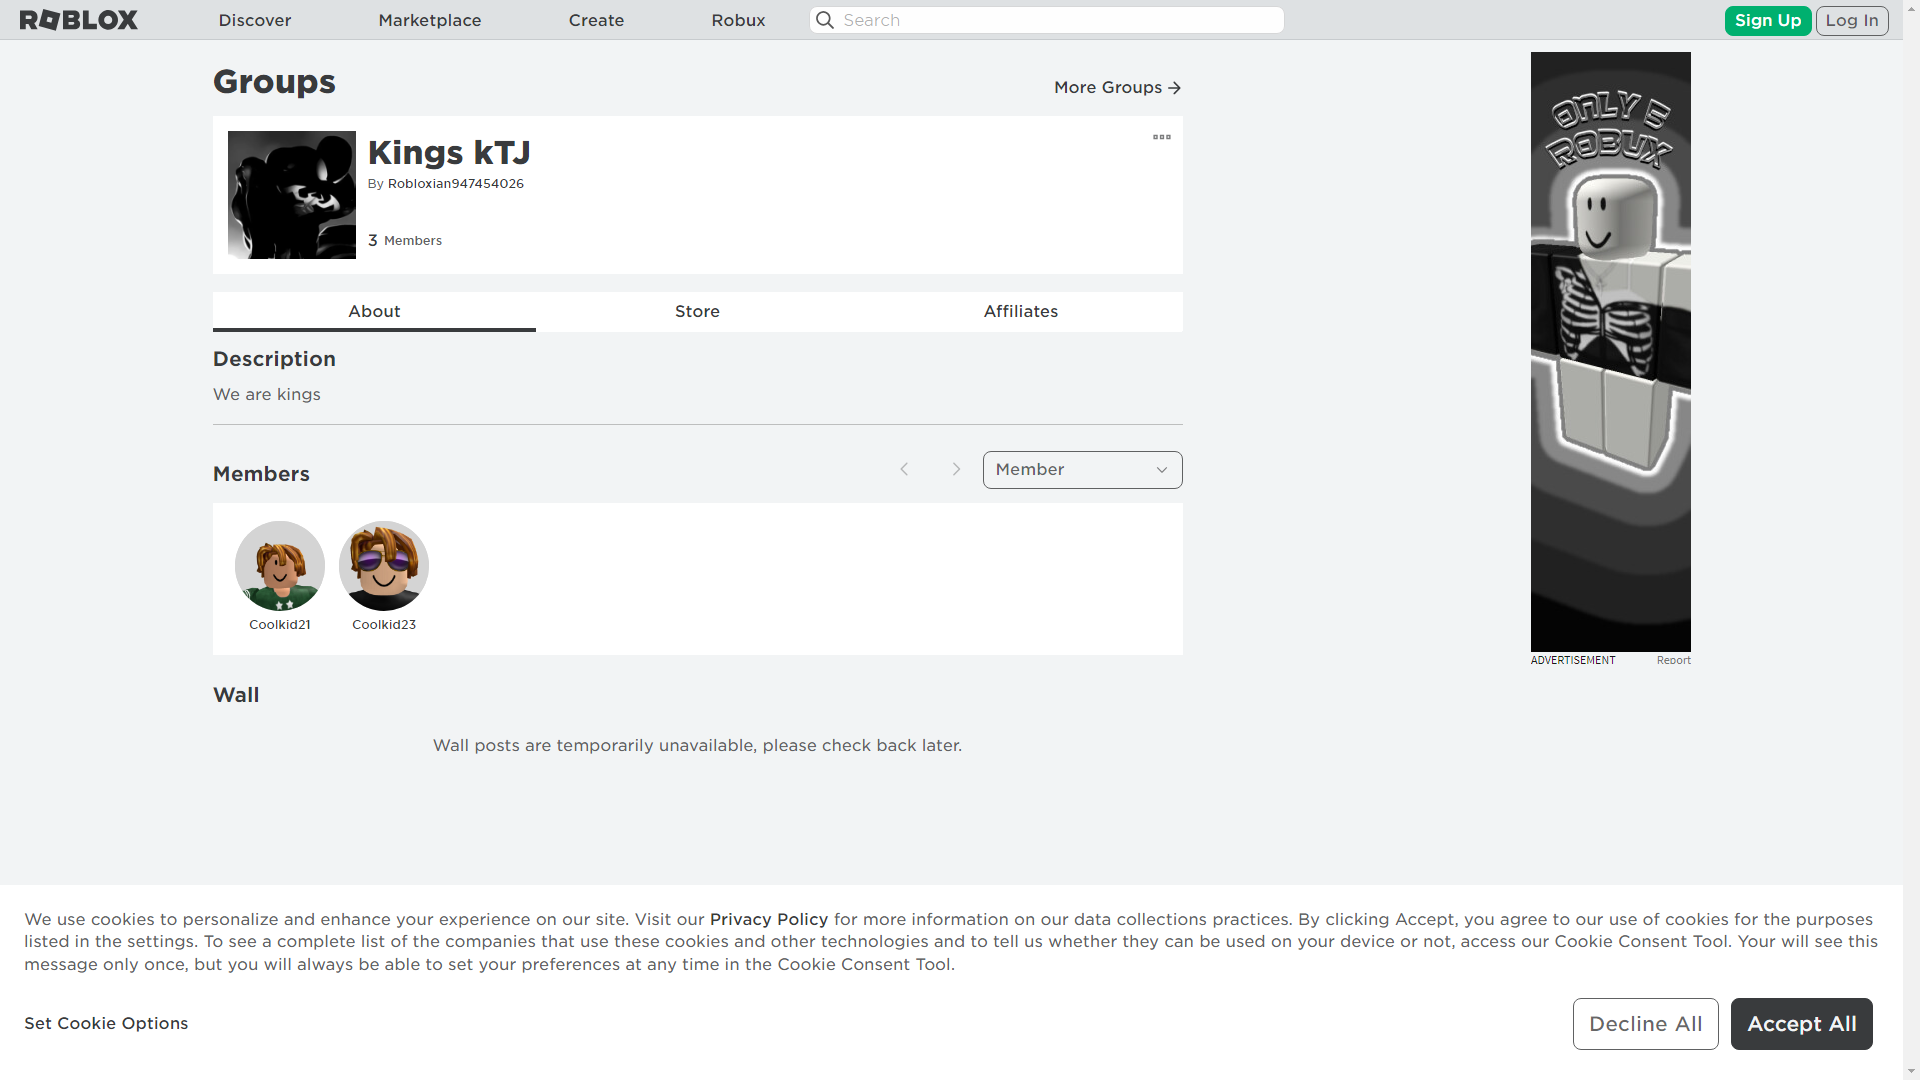 ROBLOX
Discover
Marketplace
Create
Robux
Search
Sign Up
Log In
Groups
More Groups
Kings kTJ
By Robloxian947454026
3 Members
About
Store
Affiliates
Description
We are kings
Members
Member
Coolkid21
Coolkid23
Wall
Wall posts are temporarily unavailable, please check back later.
ONLY 5
ROBUX
ADVERTISEMENT
Report
We use cookies to personalize and enhance your experience on our site. Visit our Privacy Policy for more information on our data collections practices. By clicking Accept, you agree to our use of cookies for the purposes
listed in the settings. To see a complete list of the companies that use these cookies and other technologies and to tell us whether they can be used on your device or not, access our Cookie Consent Tool. Your will see this
message only once, but you will always be able to set your preferences at any time in the Cookie Consent Tool.
Set Cookie Options
Decline All
Accept All